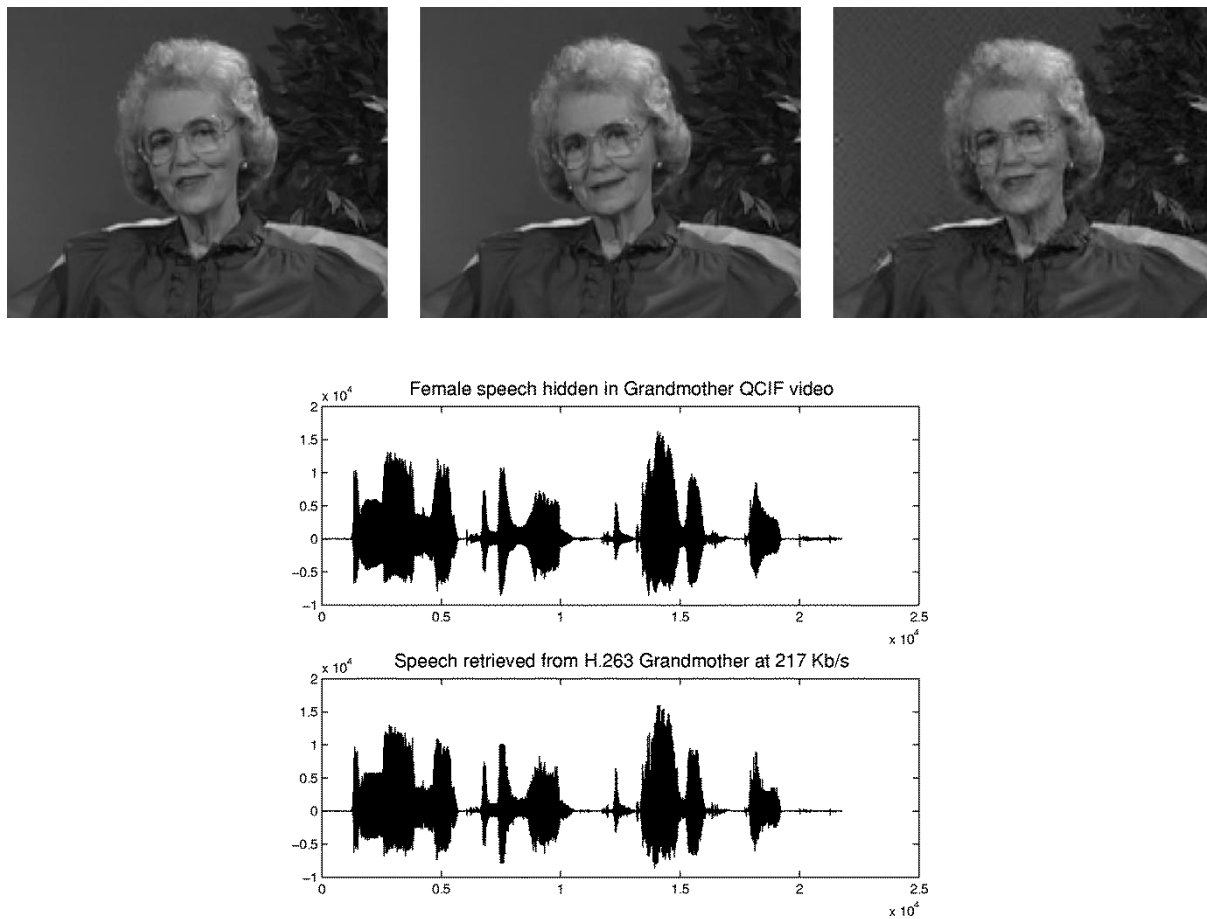 Female speech hidden in Grandmother QCIF video
x 10^4
2
1.5
1
0.5
0
−0.5
−1
0 0.5 1 1.5 2 2.5
x 10^4
Speech retrieved from H.263 Grandmother at 217 Kb/s
x 10^4
2
1.5
1
0.5
0
−0.5
−1
0 0.5 1 1.5 2 2.5
x 10^4